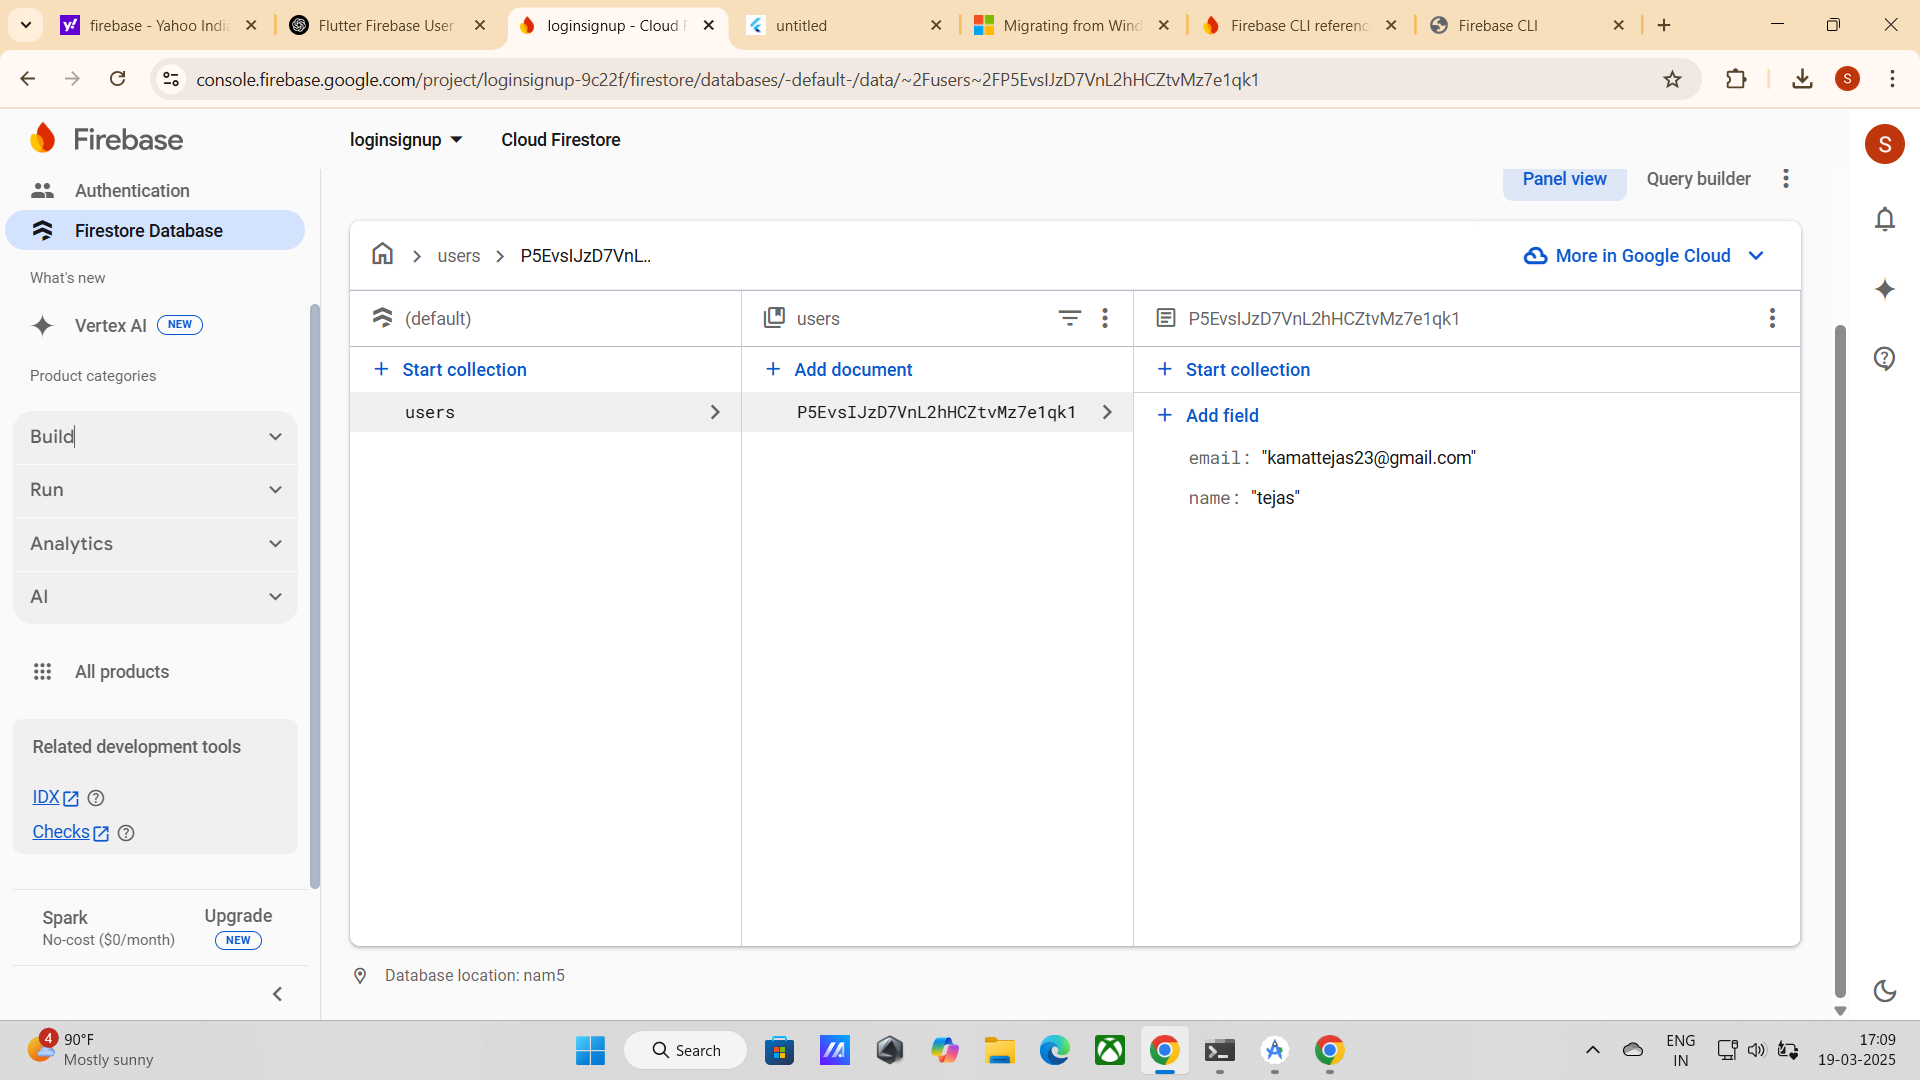 firebase - Yahoo India
Flutter Firebase User
loginsignup - Cloud F
untitled
Migrating from Wind
Firebase CLI referenc
Firebase CLI
console.firebase.google.com/project/loginsignup-9c22f/firestore/databases/-default-/data/~2Fusers~2FP5EvsIJzD7VnL2hHCZtvMz7e1qk1
S
Firebase
loginsignup
Cloud Firestore
S
Authentication
Panel view
Query builder
Firestore Database
users
P5EvsIJzD7VnL..
More in Google Cloud
What's new
Vertex AI NEW
(default)
users
P5EvsIJzD7VnL2hHCZtvMz7e1qk1
Product categories
Start collection
Add document
Start collection
users
P5EvsIJzD7VnL2hHCZtvMz7e1qk1
Add field
Build
email: "kamattejas23@gmail.com"
Run
name: "tejas"
Analytics
AI
All products
Related development tools
IDX
Checks
Spark
No-cost ($0/month)
Upgrade
NEW
Database location: nam5
4
90°F
Mostly sunny
Search
ENG
IN
17:09
19-03-2025